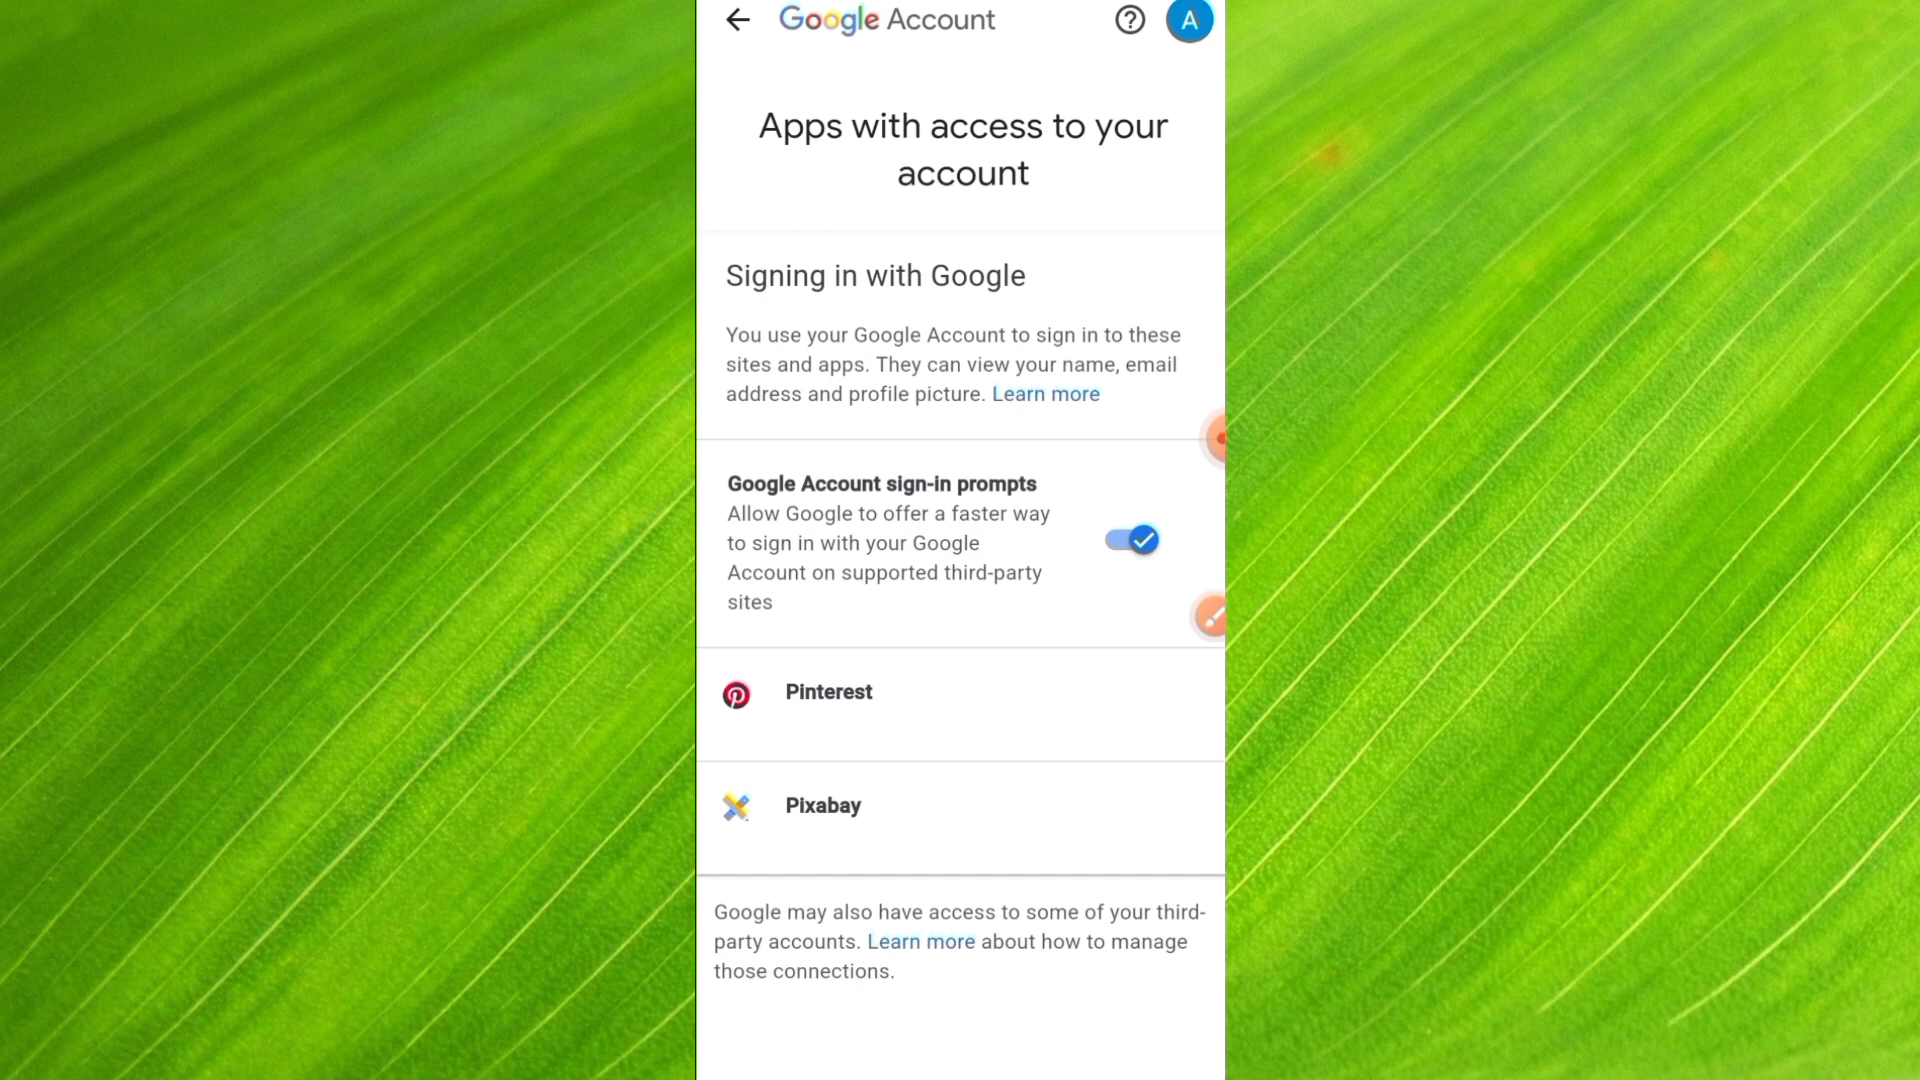 Google Account
A
Apps with access to your
account
Signing in with Google
You use your Google Account to sign in to these
sites and apps. They can view your name, email
address and profile picture. Learn more
Google Account sign-in prompts
Allow Google to offer a faster way
to sign in with your Google
Account on supported third-party
sites
Pinterest
Pixabay
Google may also have access to some of your third-
party accounts. Learn more about how to manage
those connections.